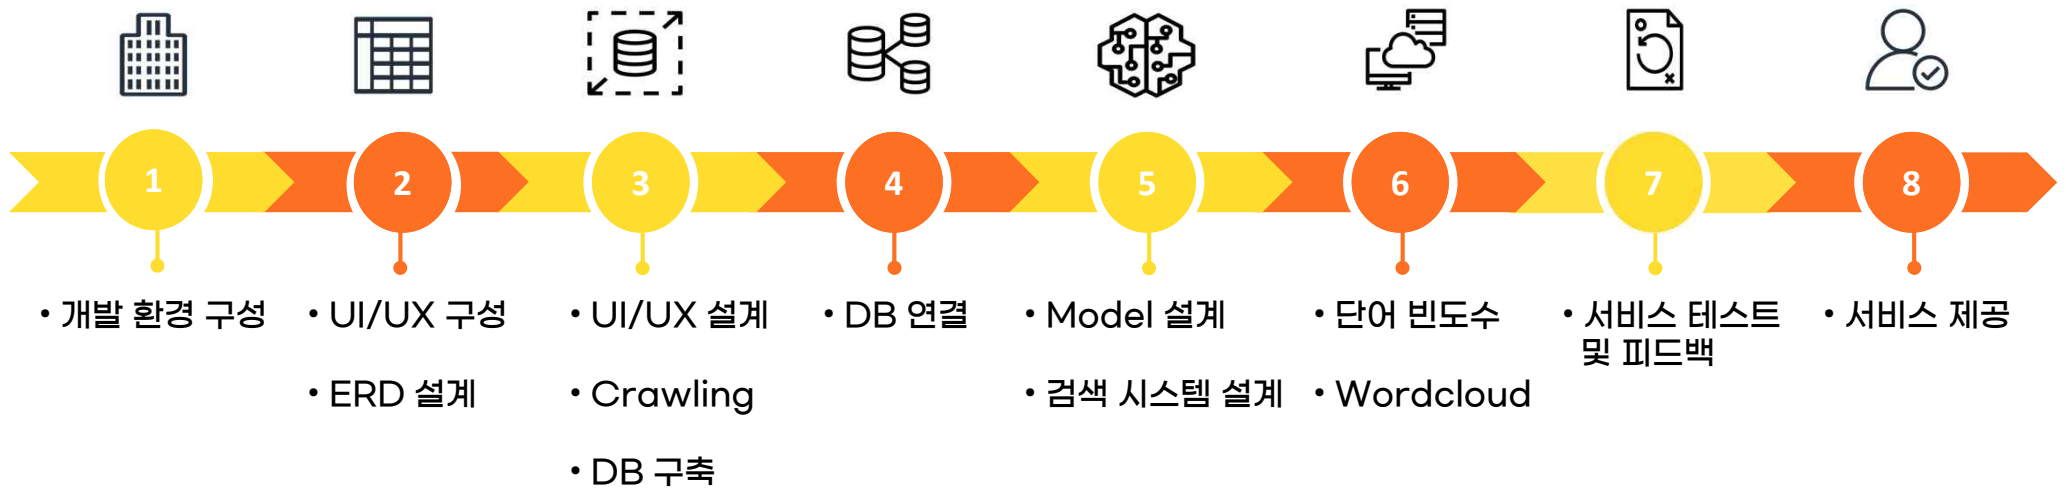 1
2
3
4
5
6
7
8
• 개발 환경 구성
• UI/UX 구성
• ERD 설계
• UI/UX 설계
• Crawling
• DB 구축
• DB 연결
• Model 설계
• 검색 시스템 설계
• 단어 빈도수
• Wordcloud
• 서비스 테스트
및 피드백
• 서비스 제공